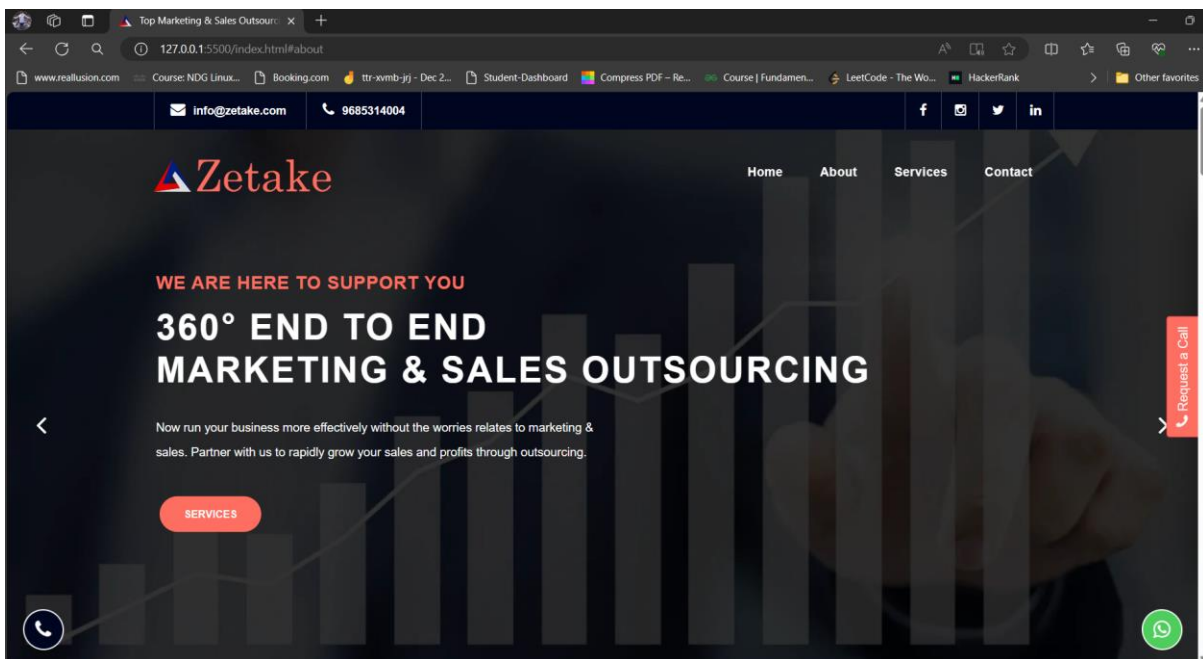 Top Marketing & Sales Outsourc
127.0.0.1:5500/index.html#about
www.reallusion.com Course: NDG Linux... Booking.com ttr-xvmb-jrj - Dec 2... Student-Dashboard Compress PDF – Re... Course | Fundamen... LeetCode - The Wo... HackerRank Other favorites
info@zetake.com 9685314004
Zetake
Home About Services Contact
WE ARE HERE TO SUPPORT YOU
360° END TO END
MARKETING & SALES OUTSOURCING
Request a Call
Now run your business more effectively without the worries relates to marketing &
sales. Partner with us to rapidly grow your sales and profits through outsourcing.
SERVICES